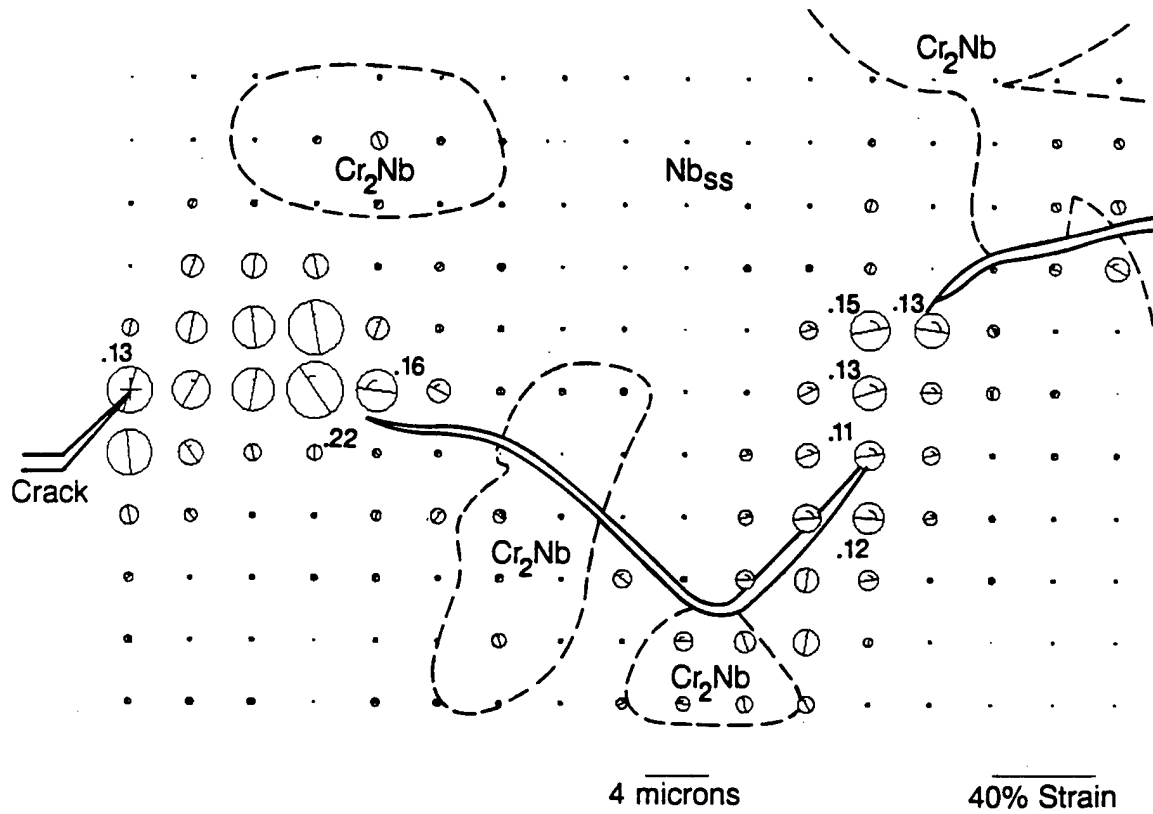 Cr2Nb
Cr2Nb
Nbss
.15 .13
.13
.16
.13
.22
.11
Crack
Cr2Nb
.12
Cr2Nb
4 microns
40% Strain